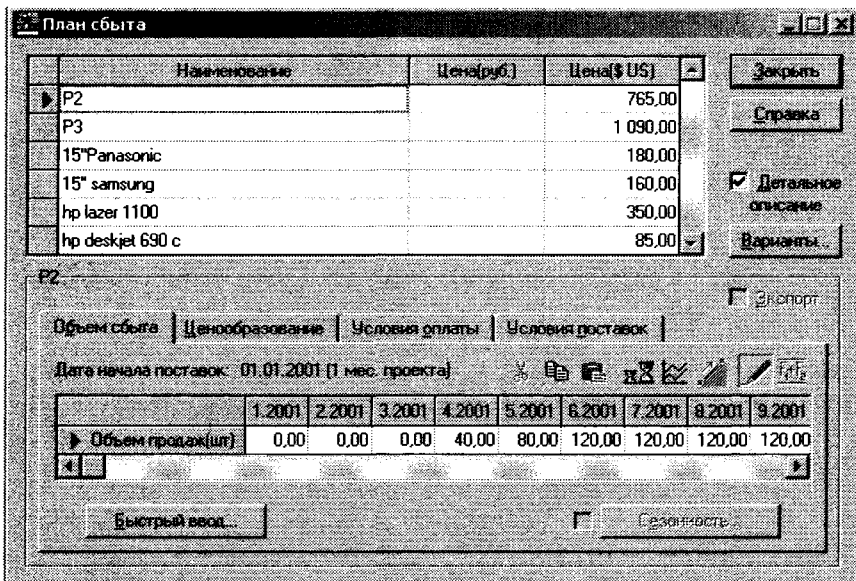 План сбыта
Наименование Цена(руб.) Цена($ US)
P2 765,00
P3 1 090,00
15"Panasonic 180,00
15" samsung 160,00
hp lazer 1100 350,00
hp deskjet 690 c 85,00
Закрыть
Справка
Детальное
описание
Варианты...
P2
Экспорт
Объем сбыта Ценообразование Условия оплаты Условия поставок
Дата начала поставок: 01.01.2001 (1 мес. проекта)
1.2001 2.2001 3.2001 4.2001 5.2001 6.2001 7.2001 8.2001 9.2001
Объем продаж(шт) 0,00 0,00 0,00 40,00 80,00 120,00 120,00 120,00 120,00
Быстрый ввод... Сезонность...